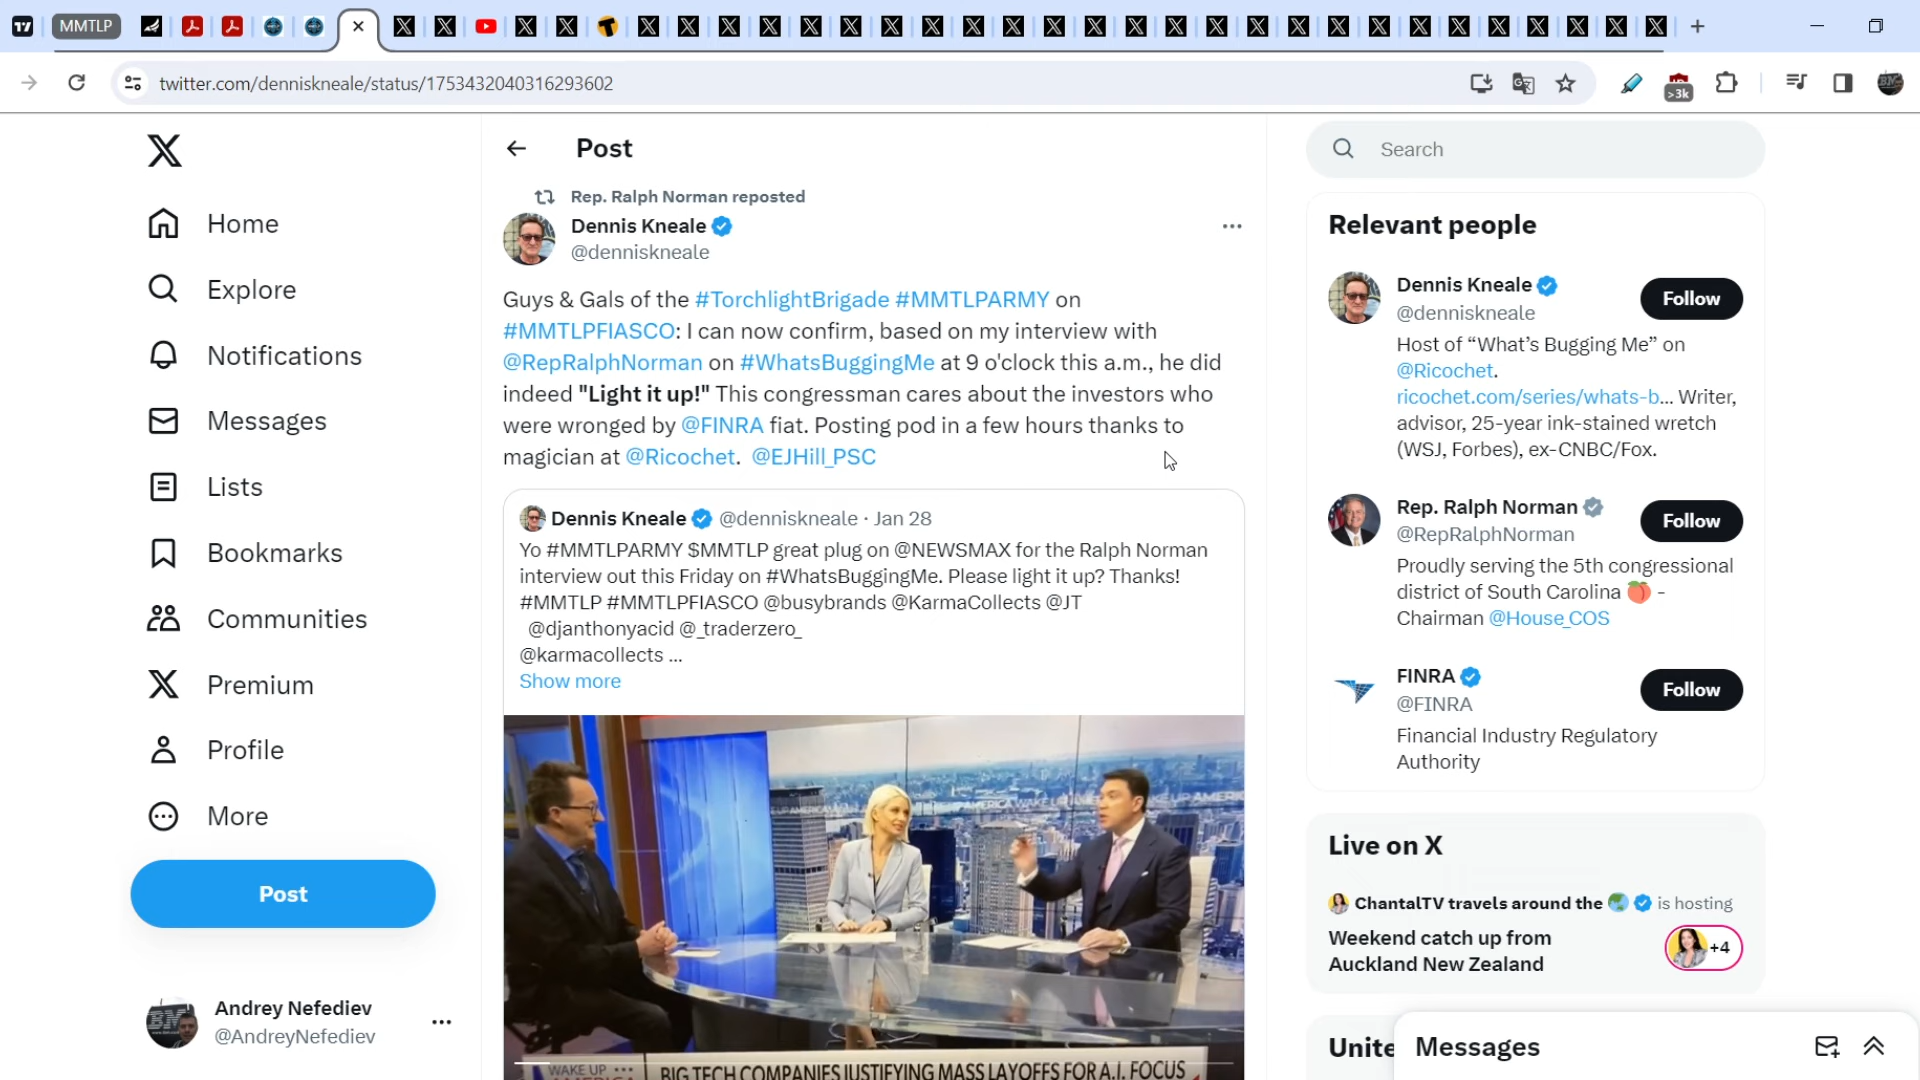 MMTLP
twitter.com/denniskneale/status/1753432040316293602
>3k
Home
Explore
Notifications
Messages
Lists
Bookmarks
Communities
Premium
Profile
More
Post
Andrey Nefediev
@AndreyNefediev
Post
Rep. Ralph Norman reposted
Dennis Kneale
@denniskneale
Guys & Gals of the #TorchlightBrigade #MMTLPARMY on
#MMTLPFIASCO: I can now confirm, based on my interview with
@RepRalphNorman on #WhatsBuggingMe at 9 o'clock this a.m., he did
indeed "Light it up!" This congressman cares about the investors who
were wronged by @FINRA fiat. Posting pod in a few hours thanks to
magician at @Ricochet. @EJHill_PSC
Dennis Kneale @denniskneale · Jan 28
Yo #MMTLPARMY $MMTLP great plug on @NEWSMAX for the Ralph Norman
interview out this Friday on #WhatsBuggingMe. Please light it up? Thanks!
#MMTLP #MMTLPFIASCO @busybrands @KarmaCollects @JT
@djanthonyacid @_traderzero_
@karmacollects ...
Show more
WAKE UP
BIG TECH COMPANIES JUSTIFYING MASS LAYOFFS FOR A.I. FOCUS
Search
Relevant people
Dennis Kneale
@denniskneale
Follow
Host of “What’s Bugging Me” on
@Ricochet.
ricochet.com/series/whats-b... Writer,
advisor, 25-year ink-stained wretch
(WSJ, Forbes), ex-CNBC/Fox.
Rep. Ralph Norman
@RepRalphNorman
Follow
Proudly serving the 5th congressional
district of South Carolina 🍑 -
Chairman @House_COS
FINRA
@FINRA
Follow
Financial Industry Regulatory
Authority
Live on X
ChantalTV travels around the 🌏 is hosting
Weekend catch up from
Auckland New Zealand
+4
Unite
Messages